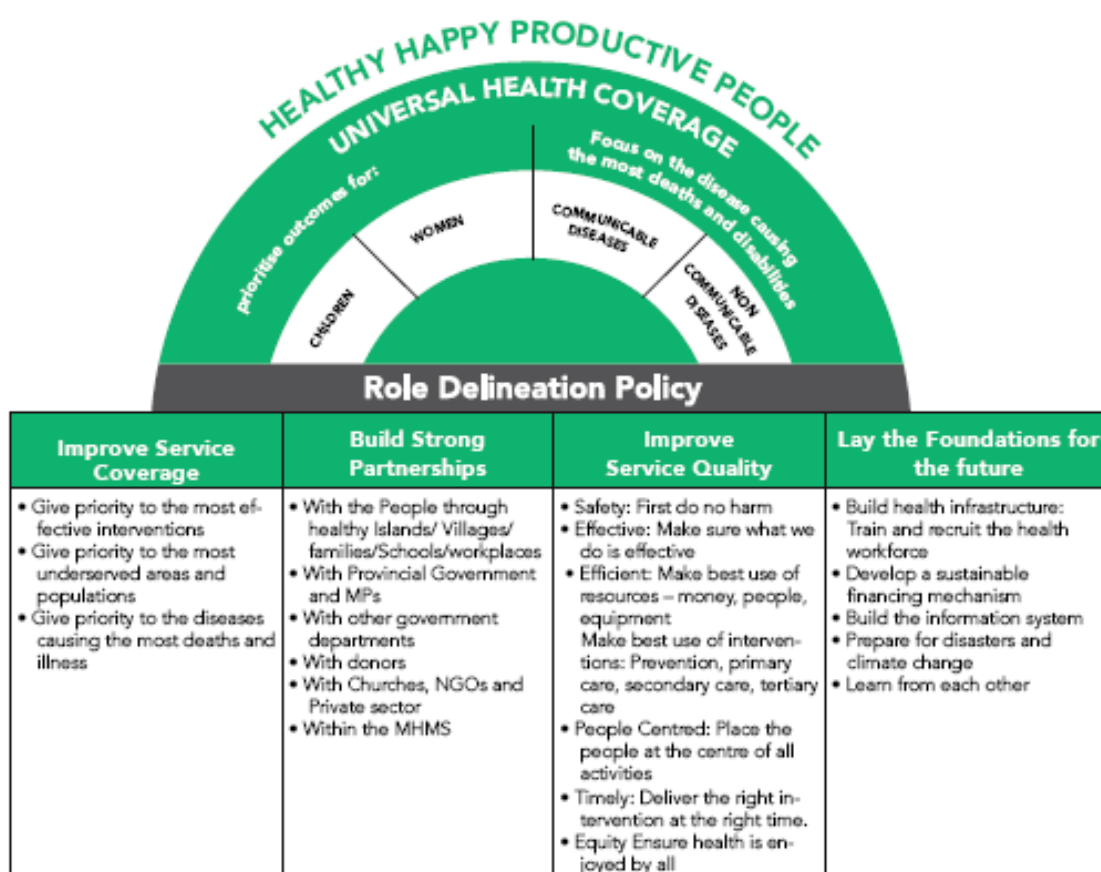 HEALTHY HAPPY PRODUCTIVE PEOPLE
UNIVERSAL HEALTH COVERAGE
prioritise outcomes for:
Focus on the disease causing
the most deaths and disabilities
CHILDREN
WOMEN
COMMUNICABLE
DISEASES
NON
COMMUNICABLE
DISEASES
Role Delineation Policy
Improve Service
Coverage
• Give priority to the most ef-
fective interventions
• Give priority to the most
underserved areas and
populations
• Give priority to the diseases
causing the most deaths and
illness
Build Strong
Partnerships
• With the People through
healthy Islands/ Villages/
families/Schools/workplaces
• With Provincial Government
and MPs
• With other government
departments
• With donors
• With Churches, NGOs and
Private sector
• Within the MHMS
Improve
Service Quality
• Safety: First do no harm
• Effective: Make sure what we
do is effective
• Efficient: Make best use of
resources – money, people,
equipment
Make best use of interven-
tions: Prevention, primary
care, secondary care, tertiary
care
• People Centred: Place the
people at the centre of all
activities
• Timely: Deliver the right in-
tervention at the right time.
• Equity Ensure health is en-
joyed by all
Lay the Foundations for
the future
• Build health infrastructure:
Train and recruit the health
workforce
• Develop a sustainable
financing mechanism
• Build the information system
• Prepare for disasters and
climate change
• Learn from each other